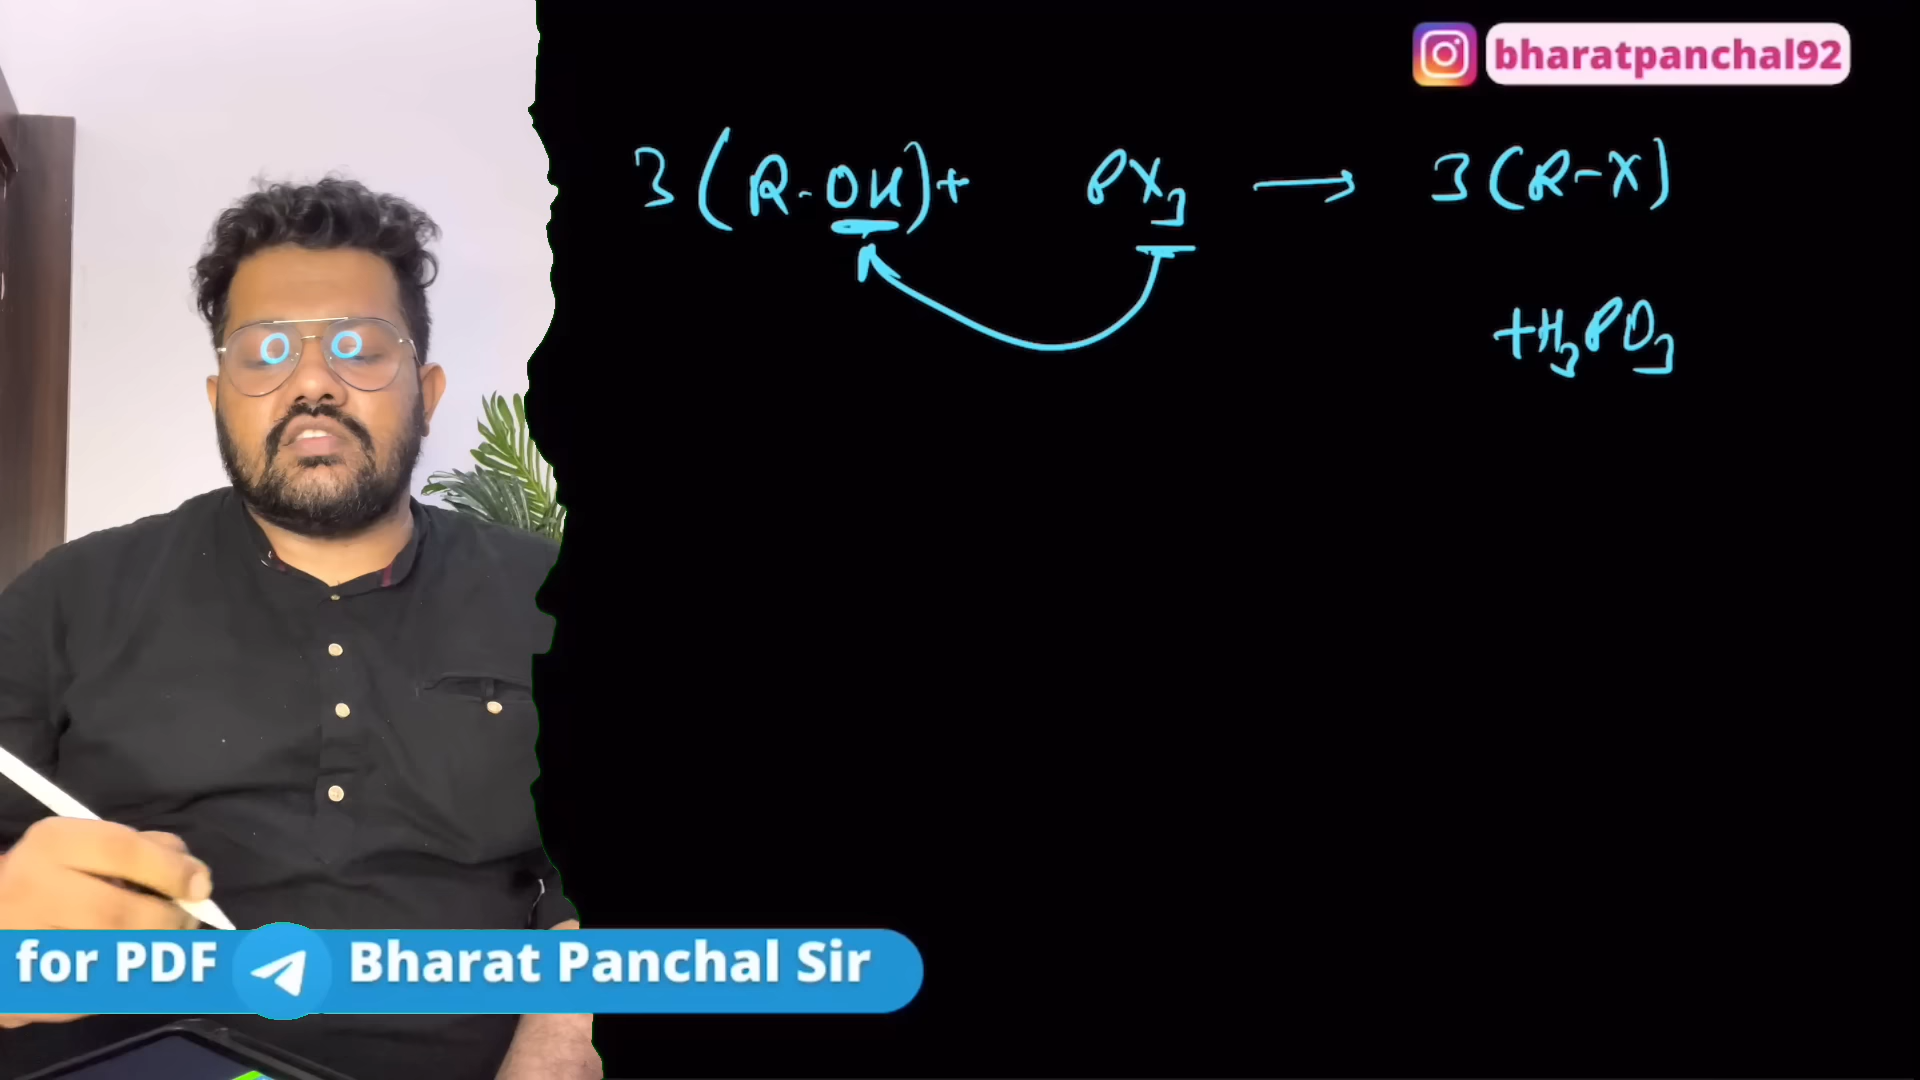 bharatpanchal92
3 (R-OH) + PX₃ → 3 (R-X)
+ H₃PO₃
for PDF Bharat Panchal Sir